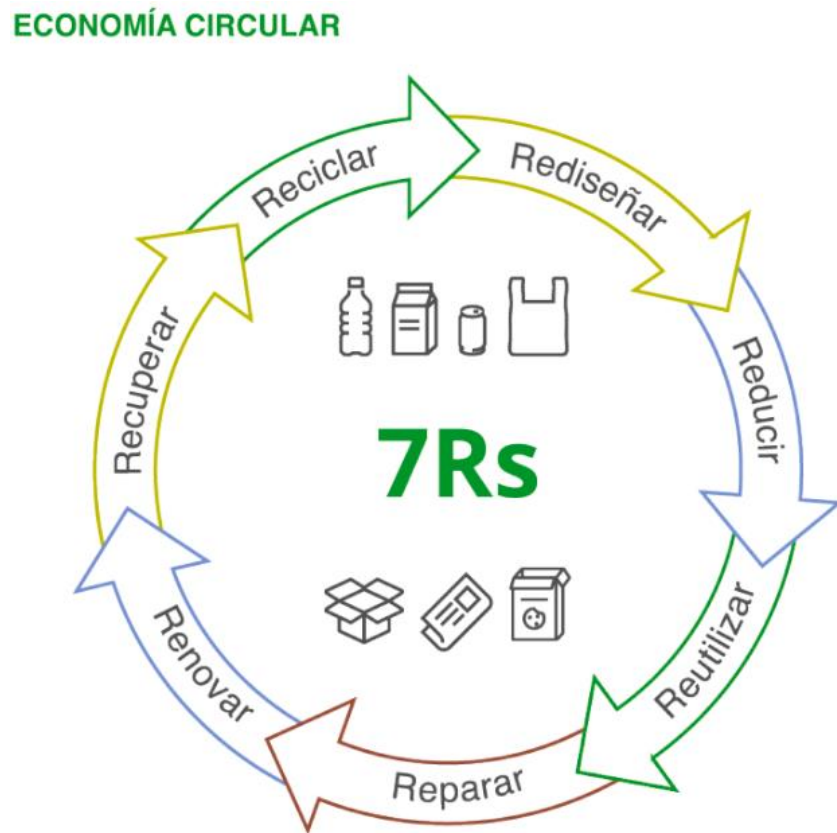 ECONOMÍA CIRCULAR
Reciclar
Rediseñar
Reducir
Reutilizar
Reparar
Renovar
Recuperar
7Rs